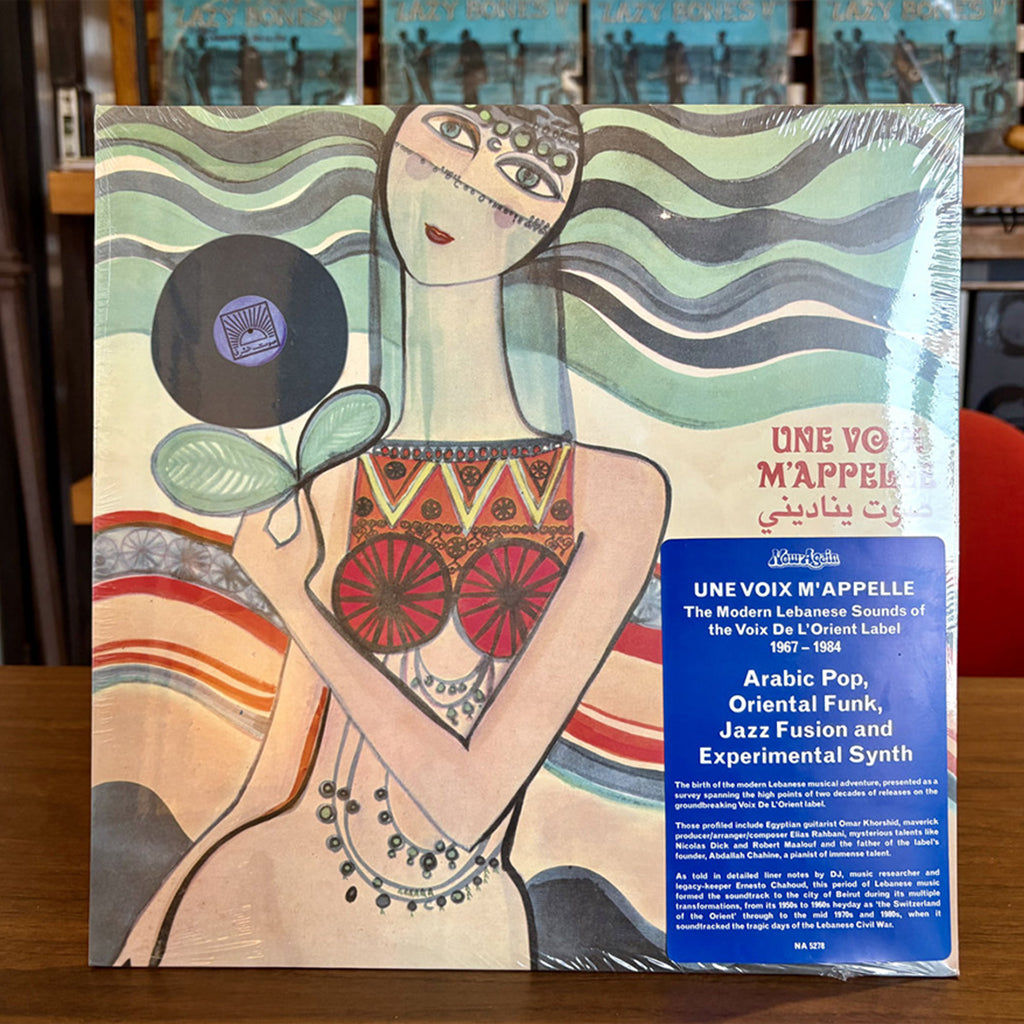 LAZY BONES V
LAZY BONES V
LAZY BONES V
LAZY BONES V
صوت الشرق
UNE VOIX
M'APPELLE
صوت يناديني
Now Again
UNE VOIX M'APPELLE
The Modern Lebanese Sounds of
the Voix De L'Orient Label
1967 – 1984
Arabic Pop,
Oriental Funk,
Jazz Fusion and
Experimental Synth
The birth of the modern Lebanese musical adventure, presented as a
survey spanning the high points of two decades of releases on the
groundbreaking Voix De L'Orient label.
Those profiled include Egyptian guitarist Omar Khorshid, maverick
producer/arranger/composer Elias Rahbani, mysterious talents like
Nicolas Dick and Robert Maalouf and the father of the label's
founder, Abdallah Chahine, a pianist of immense talent.
As told in detailed liner notes by DJ, music researcher and
legacy-keeper Ernesto Chahoud, this period of Lebanese music
formed the soundtrack to the city of Beirut during its multiple
transformations, from its 1950s to 1960s heyday as 'the Switzerland
of the Orient' through to the mid 1970s and 1980s, when it
soundtracked the tragic days of the Lebanese Civil War.
NA 5278